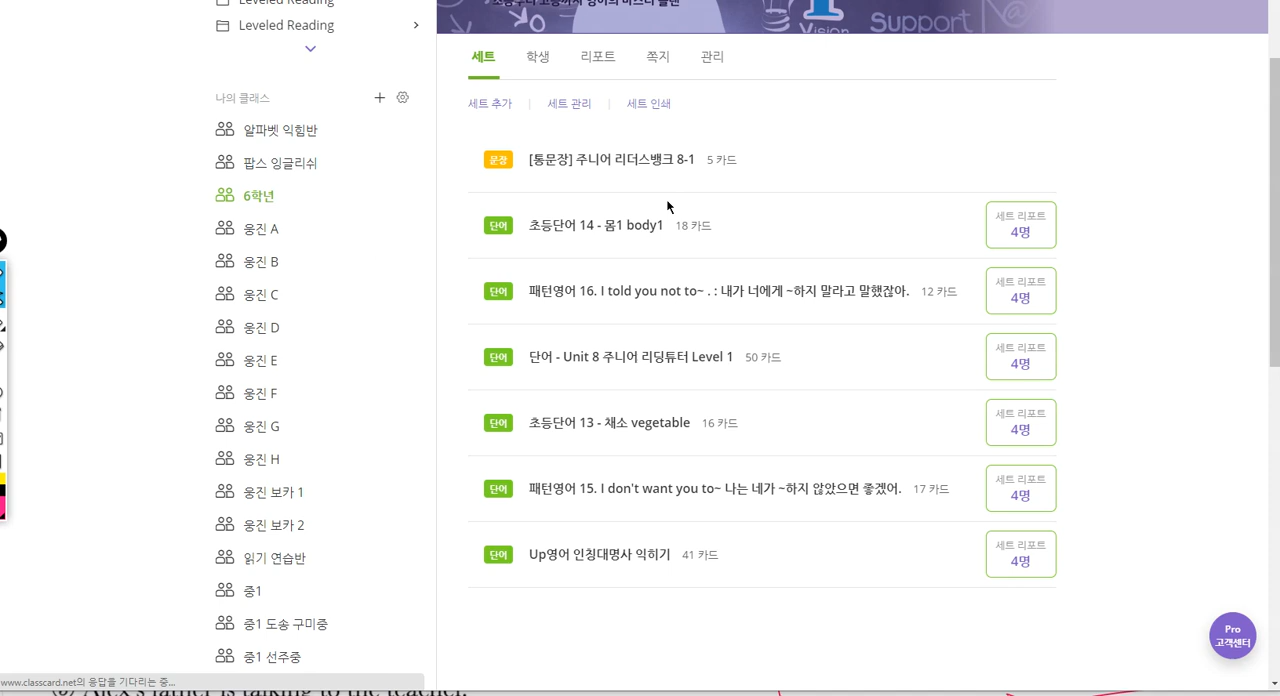 Leveled Reading
Leveled Reading
나의 클래스
알파벳 익힘반
팝스 잉글리쉬
6학년
웅진 A
웅진 B
웅진 C
웅진 D
웅진 E
웅진 F
웅진 G
웅진 H
웅진 보카 1
웅진 보카 2
읽기 연습반
중1
중1 도송 구미중
중1 선주중
www.classcard.net의 응답을 기다리는 중...
Vision
Support
세트 학생 리포트 쪽지 관리
세트 추가 | 세트 관리 | 세트 인쇄
문장 [통문장] 주니어 리더스뱅크 8-1 5 카드
단어 초등단어 14 - 몸1 body1 18 카드 세트 리포트
4명
단어 패턴영어 16. I told you not to~ . : 내가 너에게 ~하지 말라고 말했잖아. 12 카드 세트 리포트
4명
단어 단어 - Unit 8 주니어 리딩튜터 Level 1 50 카드 세트 리포트
4명
단어 초등단어 13 - 채소 vegetable 16 카드 세트 리포트
4명
단어 패턴영어 15. I don't want you to~ 나는 네가 ~하지 않았으면 좋겠어. 17 카드 세트 리포트
4명
단어 Up영어 인칭대명사 익히기 41 카드 세트 리포트
4명
Pro
고객센터
Alex's father is talking to the teacher.